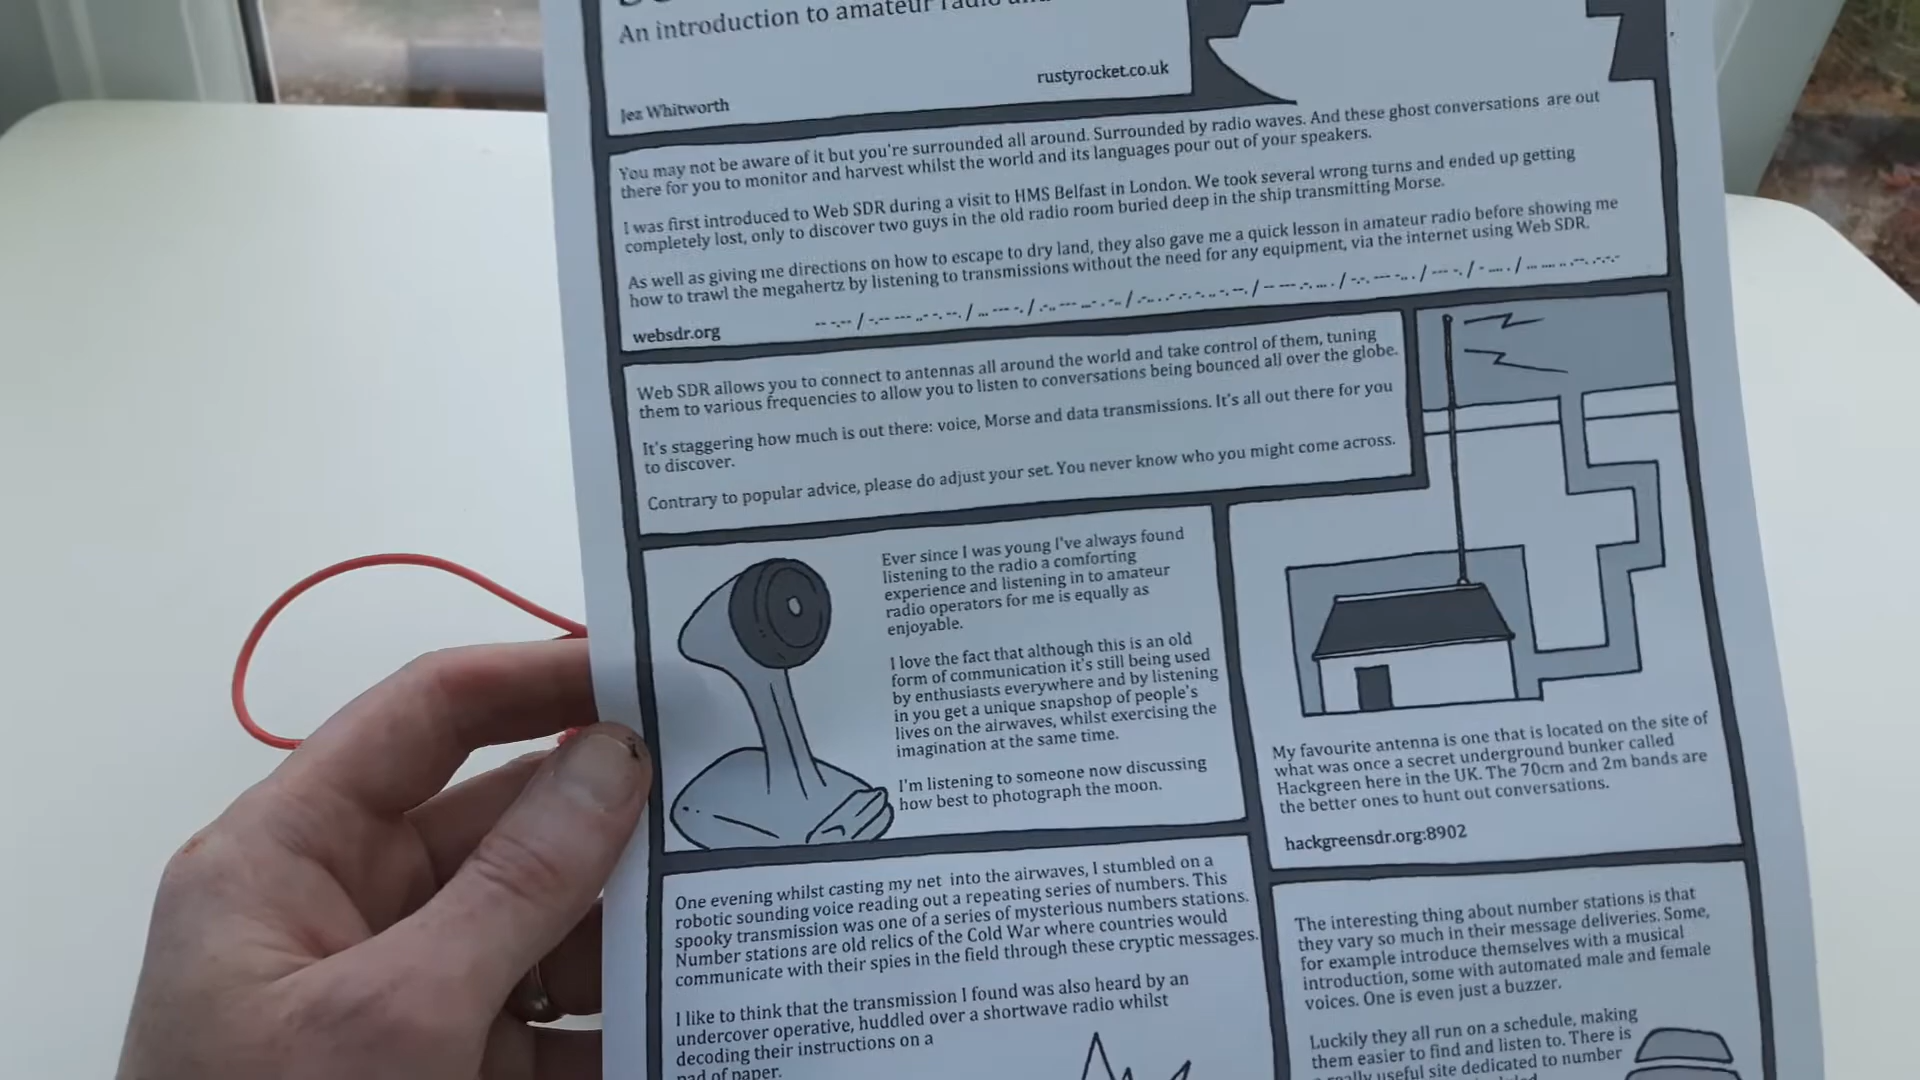 An introduction to amateur radio
rustyrocket.co.uk
Jez Whitworth
You may not be aware of it but you're surrounded all around. Surrounded by radio waves. And these ghost conversations are out
there for you to monitor and harvest whilst the world and its languages pour out of your speakers.
I was first introduced to Web SDR during a visit to HMS Belfast in London. We took several wrong turns and ended up getting
completely lost, only to discover two guys in the old radio room buried deep in the ship transmitting Morse.
As well as giving me directions on how to escape to dry land, they also gave me a quick lesson in amateur radio before showing me
how to trawl the megahertz by listening to transmissions without the need for any equipment, via the internet using Web SDR.
websdr.org
Web SDR allows you to connect to antennas all around the world and take control of them, tuning
them to various frequencies to allow you to listen to conversations being bounced all over the globe.
It's staggering how much is out there: voice, Morse and data transmissions. It's all out there for you
to discover.
Contrary to popular advice, please do adjust your set. You never know who you might come across.
Ever since I was young I've always found
listening to the radio a comforting
experience and listening in to amateur
radio operators for me is equally as
enjoyable.
I love the fact that although this is an old
form of communication it's still being used
by enthusiasts everywhere and by listening
in you get a unique snapshop of people's
lives on the airwaves, whilst exercising the
imagination at the same time.
I'm listening to someone now discussing
how best to photograph the moon.
My favourite antenna is one that is located on the site of
what was once a secret underground bunker called
Hackgreen here in the UK. The 70cm and 2m bands are
the better ones to hunt out conversations.
hackgreensdr.org:8902
One evening whilst casting my net into the airwaves, I stumbled on a
robotic sounding voice reading out a repeating series of numbers. This
spooky transmission was one of a series of mysterious numbers stations.
Number stations are old relics of the Cold War where countries would
communicate with their spies in the field through these cryptic messages.
I like to think that the transmission I found was also heard by an
undercover operative, huddled over a shortwave radio whilst
decoding their instructions on a
pad of paper.
The interesting thing about number stations is that
they vary so much in their message deliveries. Some,
for example introduce themselves with a musical
introduction, some with automated male and female
voices. One is even just a buzzer.
Luckily they all run on a schedule, making
them easier to find and listen to. There is
a really useful site dedicated to number